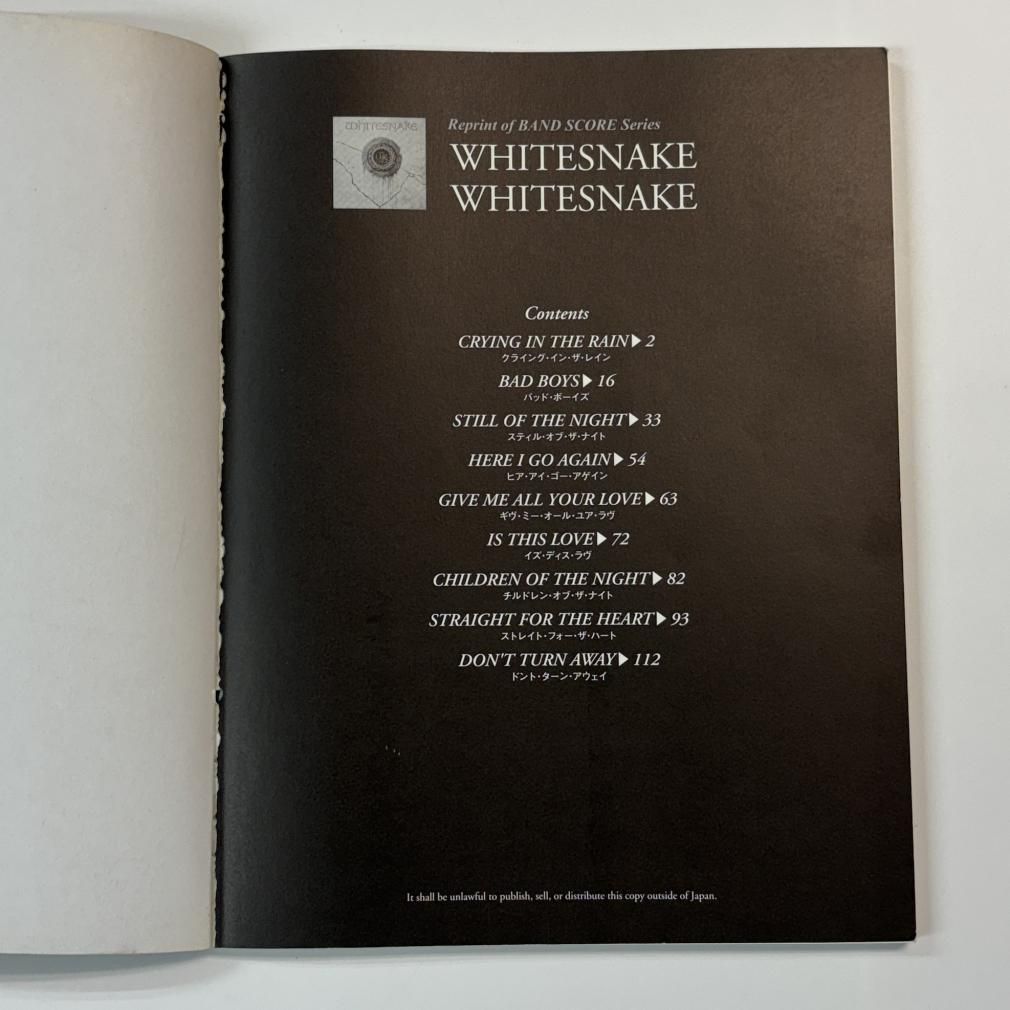 WHITESNAKE
Reprint of BAND SCORE Series
WHITESNAKE
WHITESNAKE
Contents
CRYING IN THE RAIN▶2
クライング・イン・ザ・レイン
BAD BOYS▶16
バッド・ボーイズ
STILL OF THE NIGHT▶33
スティル・オブ・ザ・ナイト
HERE I GO AGAIN▶54
ヒア・アイ・ゴー・アゲイン
GIVE ME ALL YOUR LOVE▶63
ギヴ・ミー・オール・ユア・ラヴ
IS THIS LOVE▶72
イズ・ディス・ラヴ
CHILDREN OF THE NIGHT▶82
チルドレン・オブ・ザ・ナイト
STRAIGHT FOR THE HEART▶93
ストレイト・フォー・ザ・ハート
DON'T TURN AWAY▶112
ドント・ターン・アウェイ
It shall be unlawful to publish, sell, or distribute this copy outside of Japan.